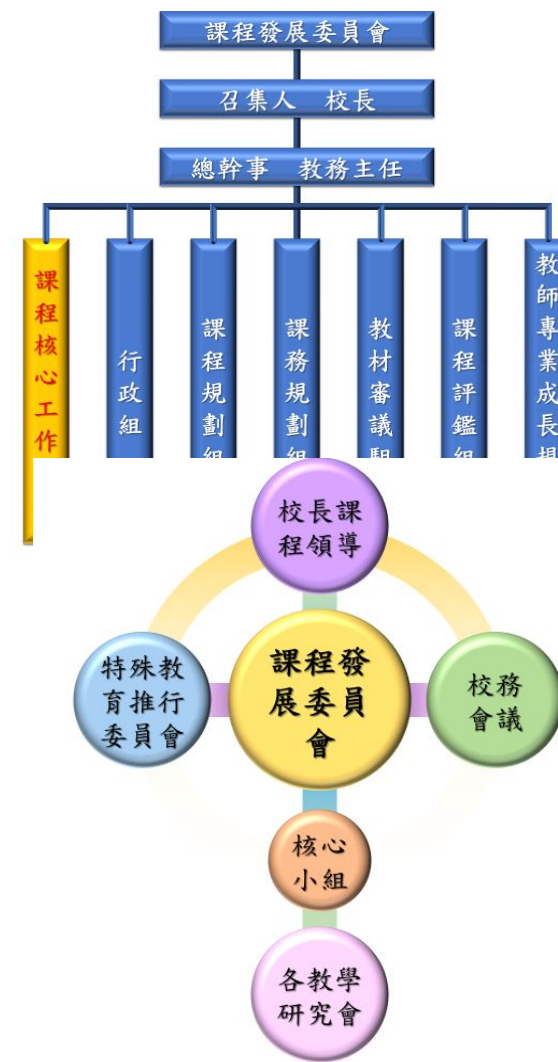 課程發展委員會
召集人　校長
總幹事　教務主任
課程核心工作
行政組
課程規劃組
課務規劃組
教材審議組
課程評鑑組
教師專業成長規
校長課
程領導
特殊教
育推行
委員會
課程發
展委員
會
校務
會議
核心
小組
各教學
研究會